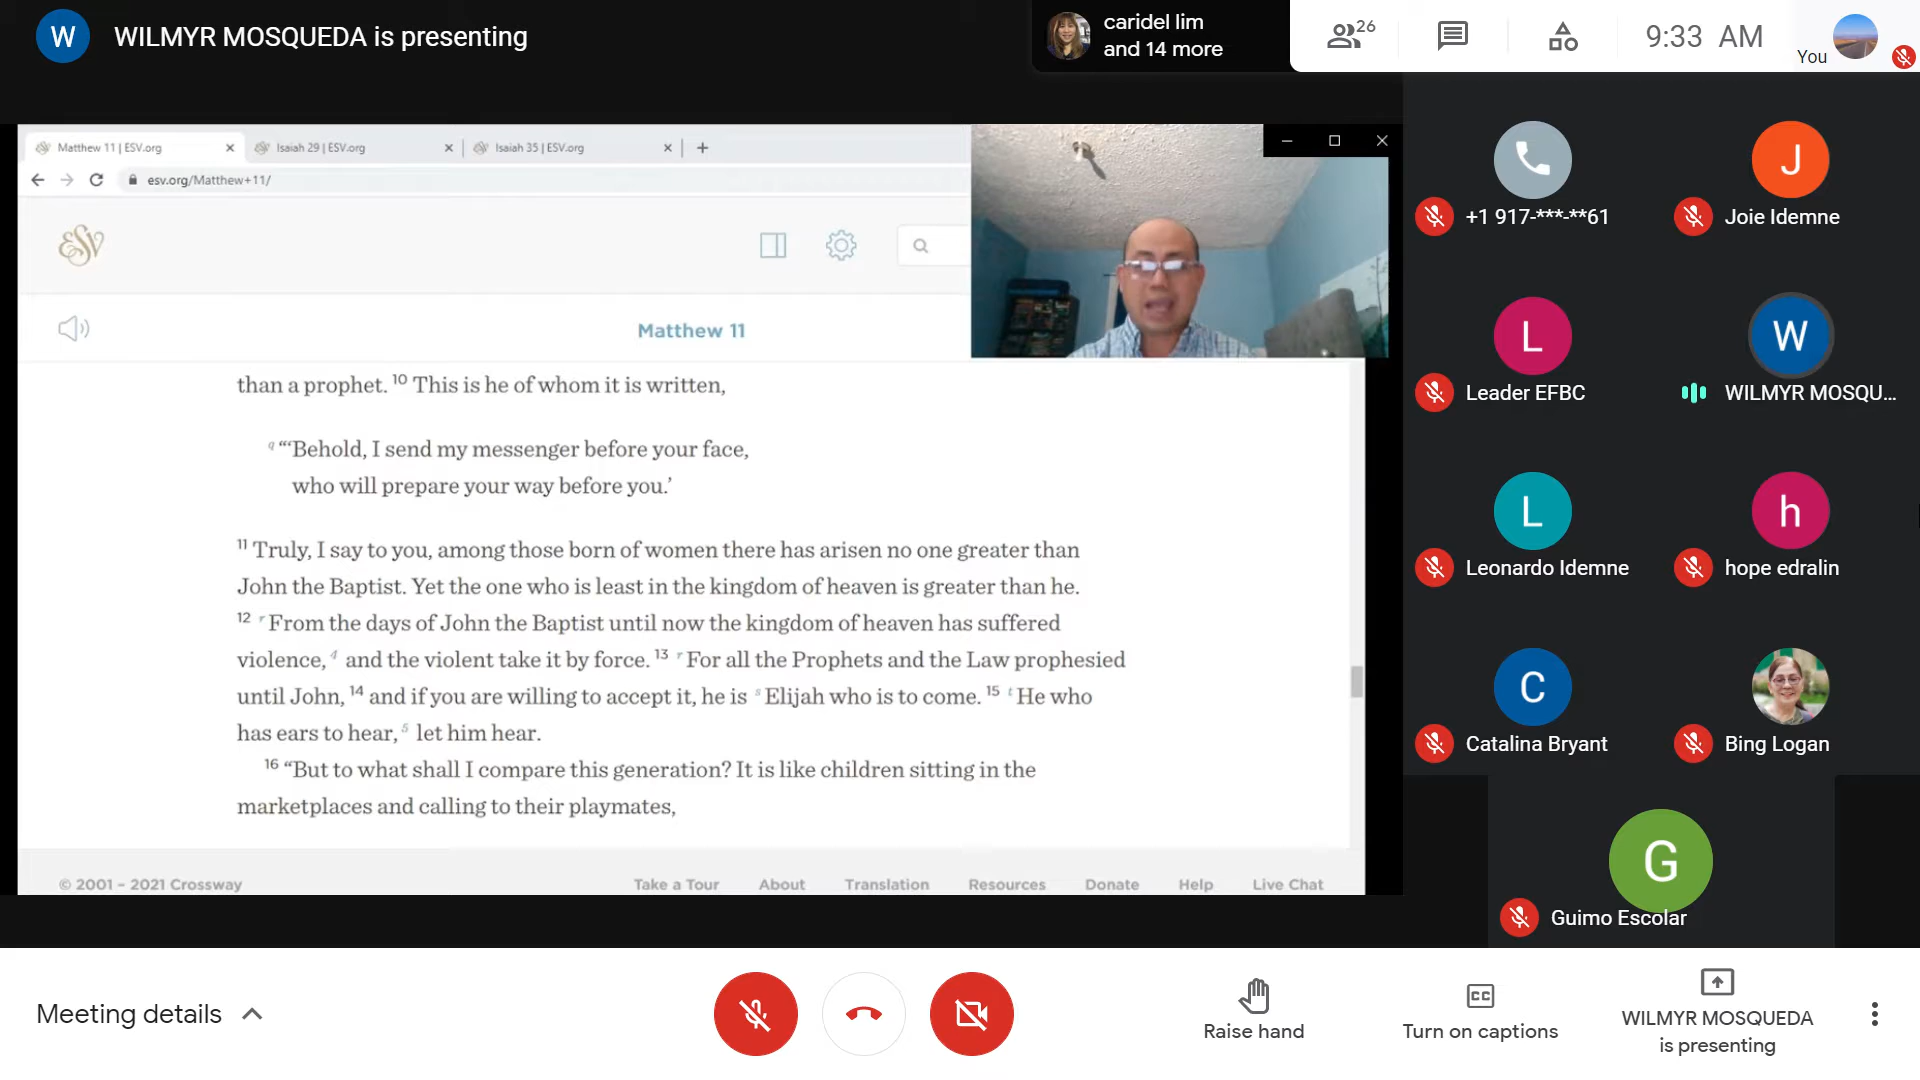 W WILMYR MOSQUEDA is presenting
caridel lim
and 14 more
26
9:33 AM
You
Matthew 11 | ESV.org
Isaiah 29 | ESV.org
Isaiah 35 | ESV.org
esv.org/Matthew+11/
ESV
Matthew 11
than a prophet. 10 This is he of whom it is written,
q “‘Behold, I send my messenger before your face,
who will prepare your way before you.’
11 Truly, I say to you, among those born of women there has arisen no one greater than
John the Baptist. Yet the one who is least in the kingdom of heaven is greater than he.
12 r From the days of John the Baptist until now the kingdom of heaven has suffered
violence, 4 and the violent take it by force. 13 r For all the Prophets and the Law prophesied
until John, 14 and if you are willing to accept it, he is s Elijah who is to come. 15 t He who
has ears to hear, 5 let him hear.
16 “But to what shall I compare this generation? It is like children sitting in the
marketplaces and calling to their playmates,
© 2001 – 2021 Crossway
Take a Tour About Translation Resources Donate Help Live Chat
+1 917-***-**61
J
Joie Idemne
L
Leader EFBC
W
WILMYR MOSQU...
L
Leonardo Idemne
h
hope edralin
C
Catalina Bryant
Bing Logan
G
Guimo Escolar
Meeting details
Raise hand
CC
Turn on captions
WILMYR MOSQUEDA
is presenting